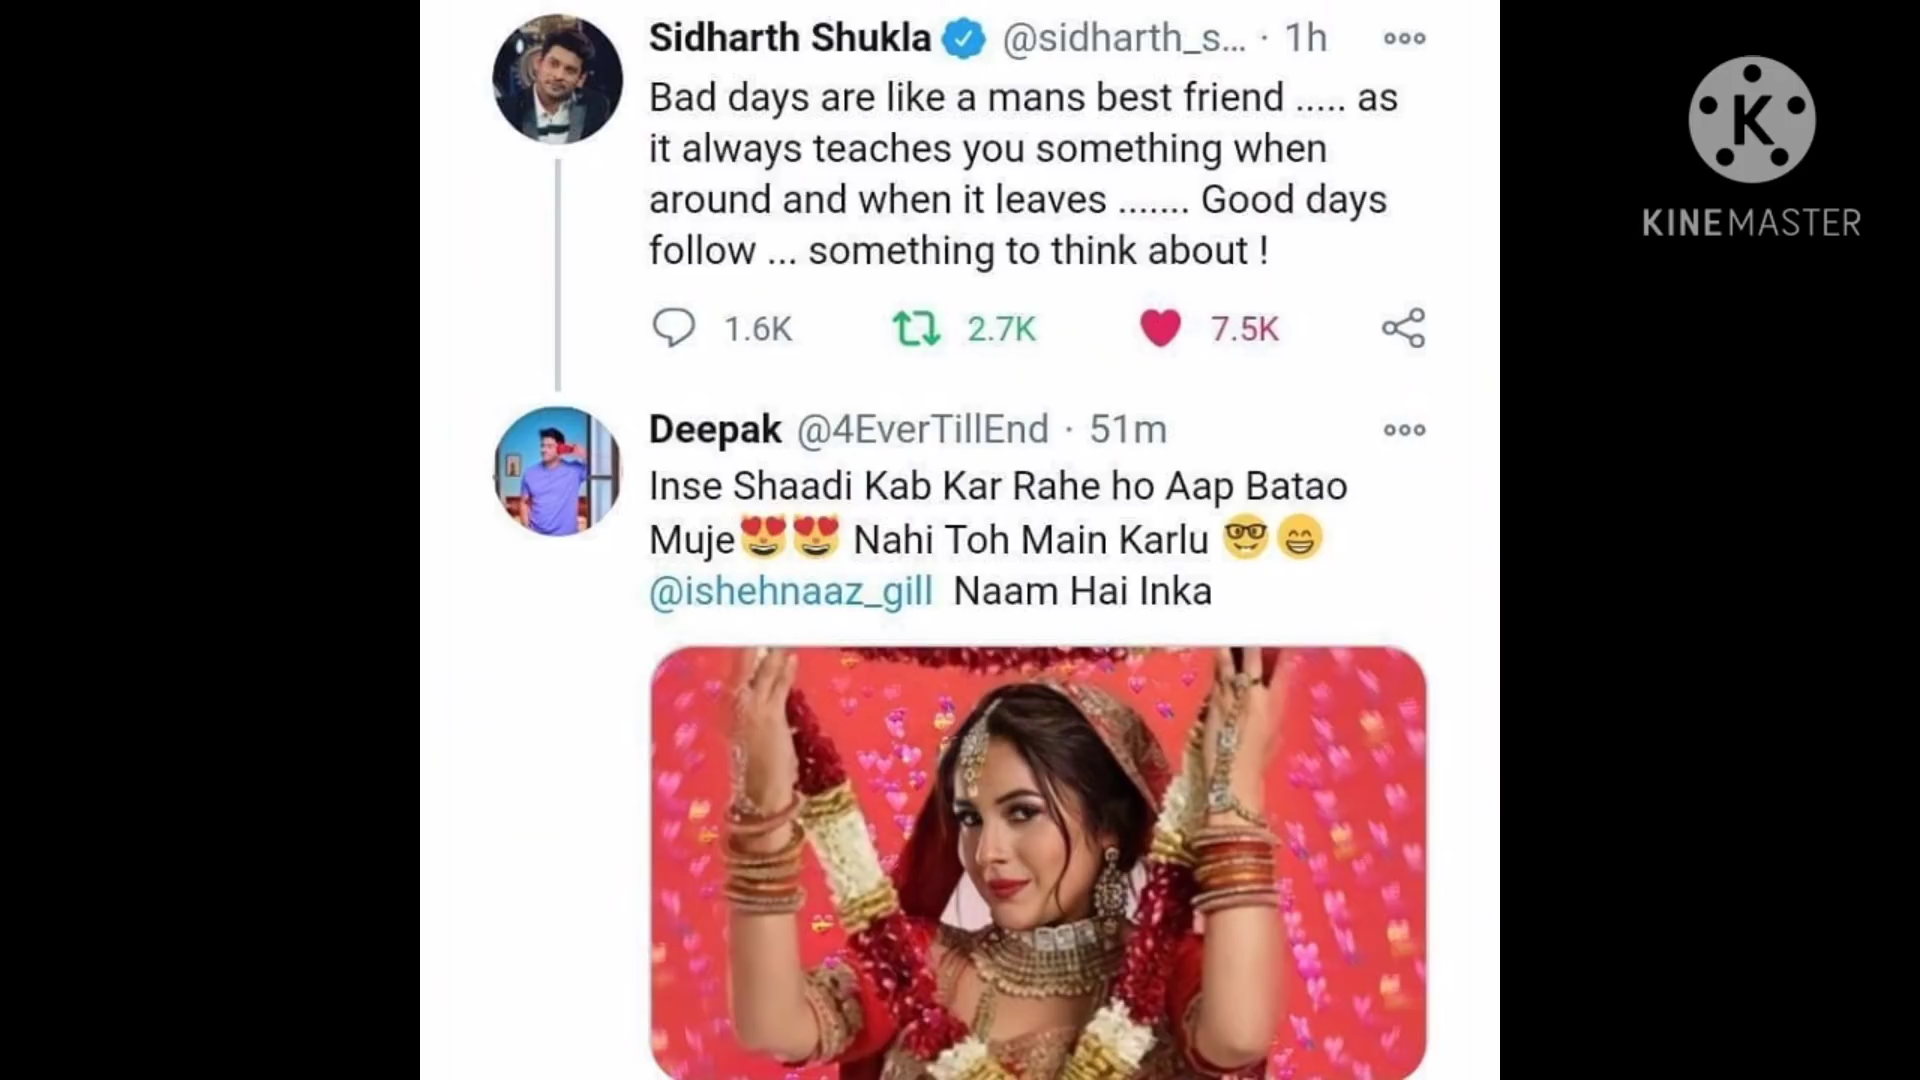 Sidharth Shukla @sidharth_s... · 1h
Bad days are like a mans best friend ..... as
it always teaches you something when
around and when it leaves ....... Good days
follow ... something to think about !
1.6K 2.7K 7.5K
Deepak @4EverTillEnd · 51m
Inse Shaadi Kab Kar Rahe ho Aap Batao
Muje😻😻 Nahi Toh Main Karlu 🤓😁
@ishehnaaz_gill Naam Hai Inka
K
KINEMASTER